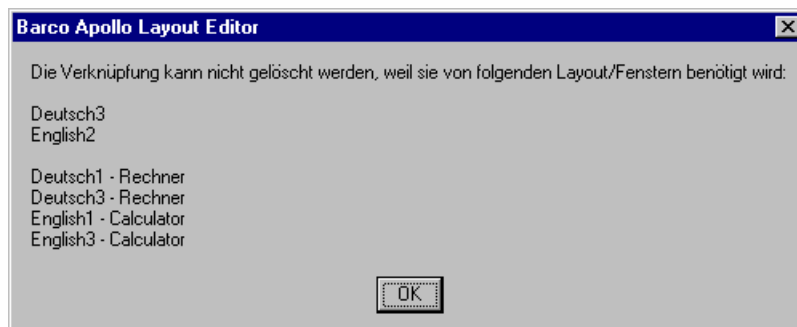 Barco Apollo Layout Editor
Die Verknüpfung kann nicht gelöscht werden, weil sie von folgenden Layout/Fenstern benötigt wird:
Deutsch3
English2
Deutsch1 - Rechner
Deutsch3 - Rechner
English1 - Calculator
English3 - Calculator
OK